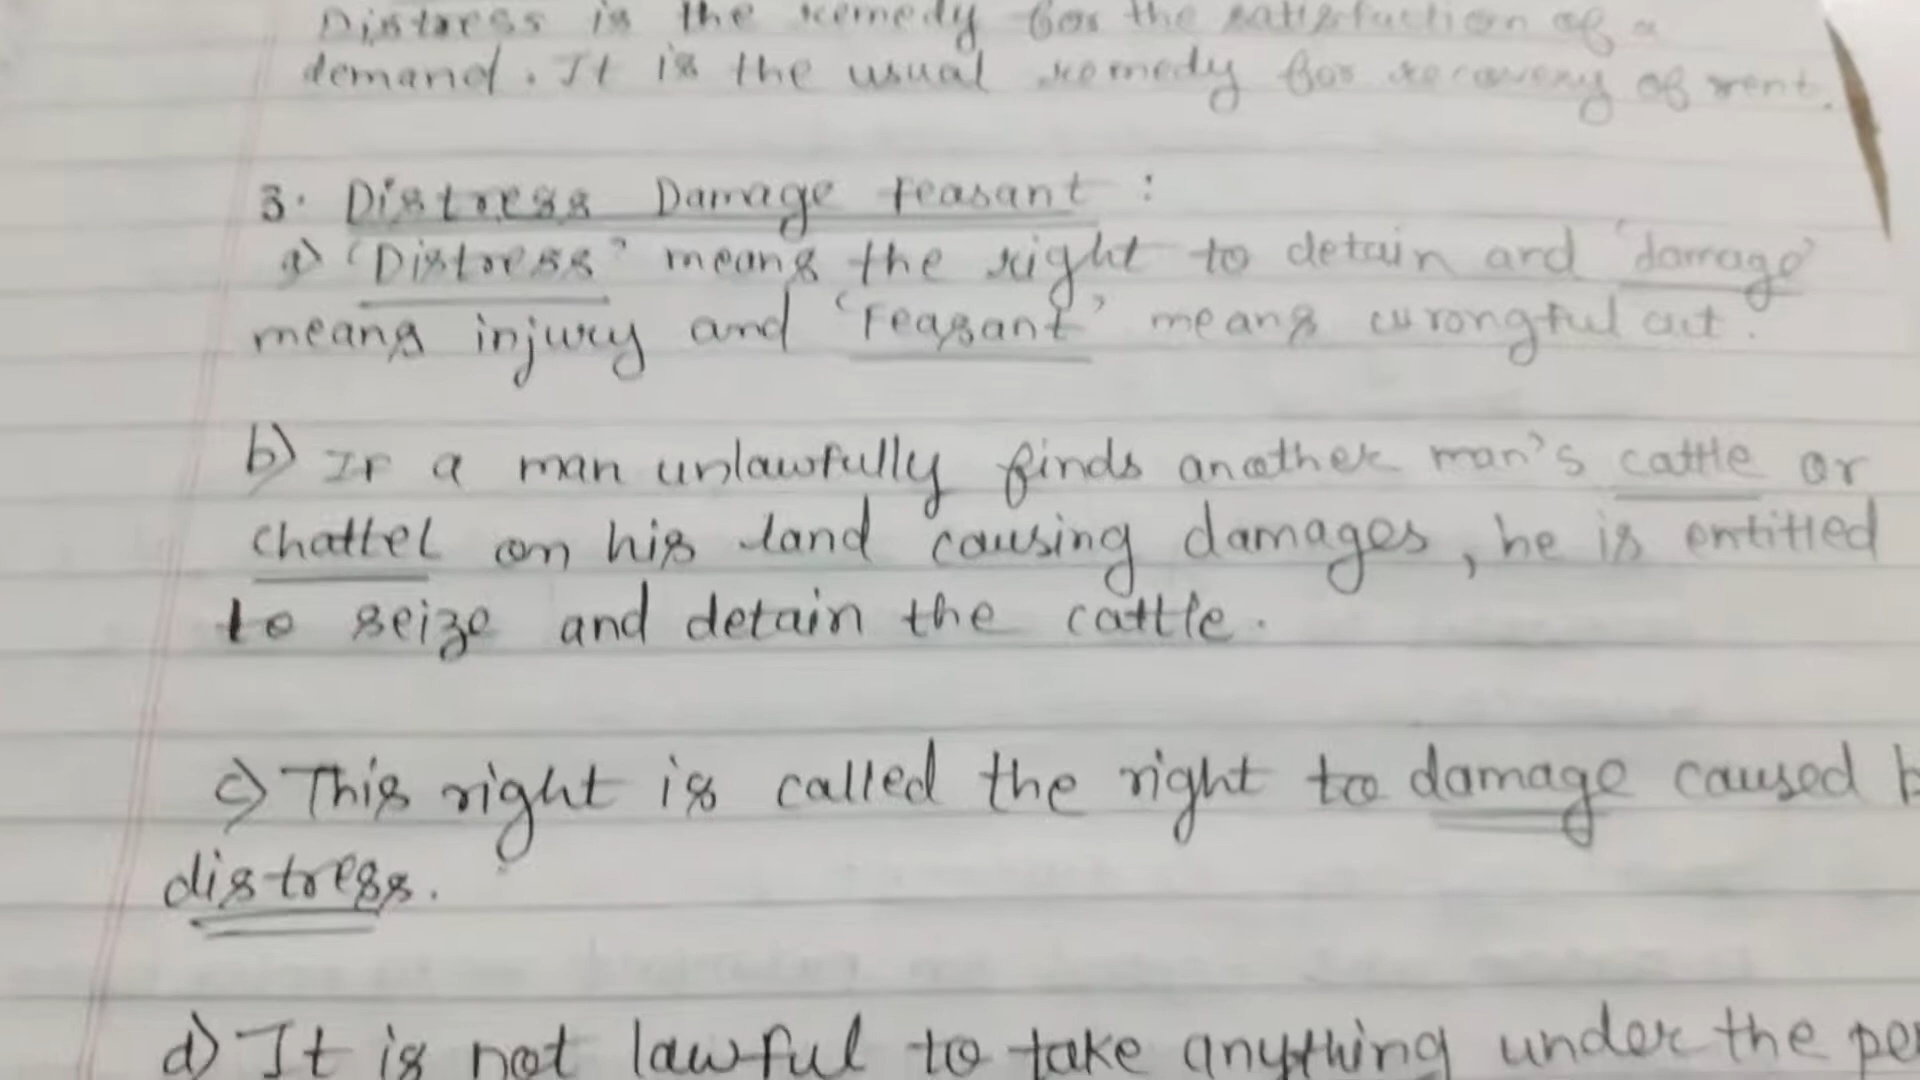 Distress is the remedy for the satisfaction of a
demand. It is the usual remedy for recovery of rent.
3. Distress Damage feasant :
a) 'Distress' means the right to detain and 'damage'
means injury and 'Feasant' means wrongful act.
b) If a man unlawfully finds another man's cattle or
chattel on his land causing damages, he is entitled
to seize and detain the cattle.
c) This right is called the right to damage caused b
distress.
d) It is not lawful to take anything under the per